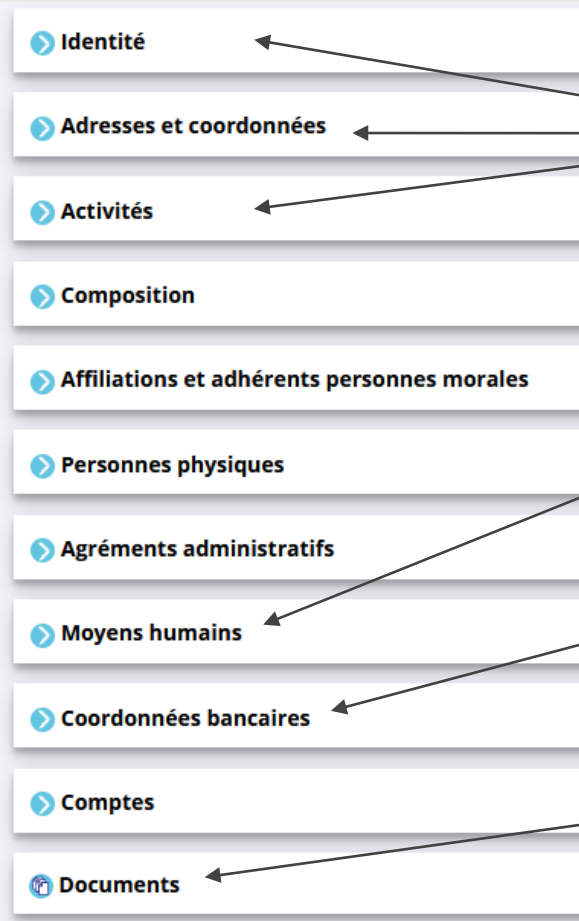 Identité
Adresses et coordonnées
Activités
Composition
Affiliations et adhérents personnes morales
Personnes physiques
Agréments administratifs
Moyens humains
Coordonnées bancaires
Comptes
Documents